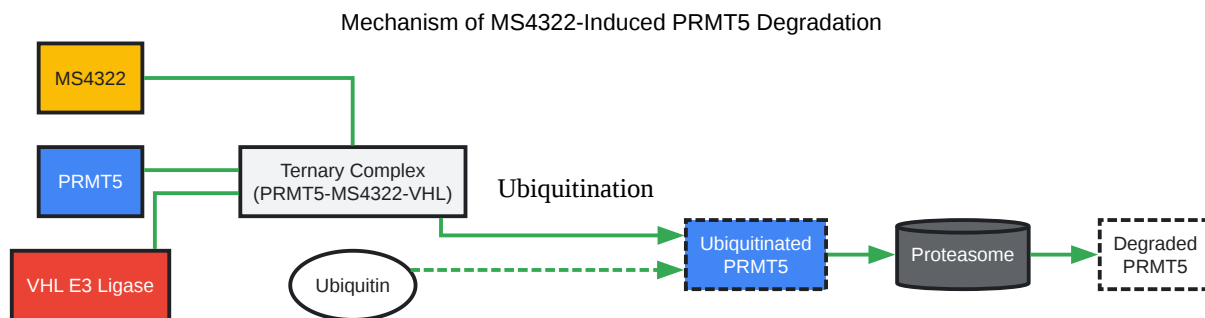 Mechanism of MS4322-Induced PRMT5 Degradation
MS4322
PRMT5
VHL E3 Ligase
Ternary Complex
(PRMT5-MS4322-VHL)
Ubiquitination
Ubiquitin
Ubiquitinated
PRMT5
Proteasome
Degraded
PRMT5